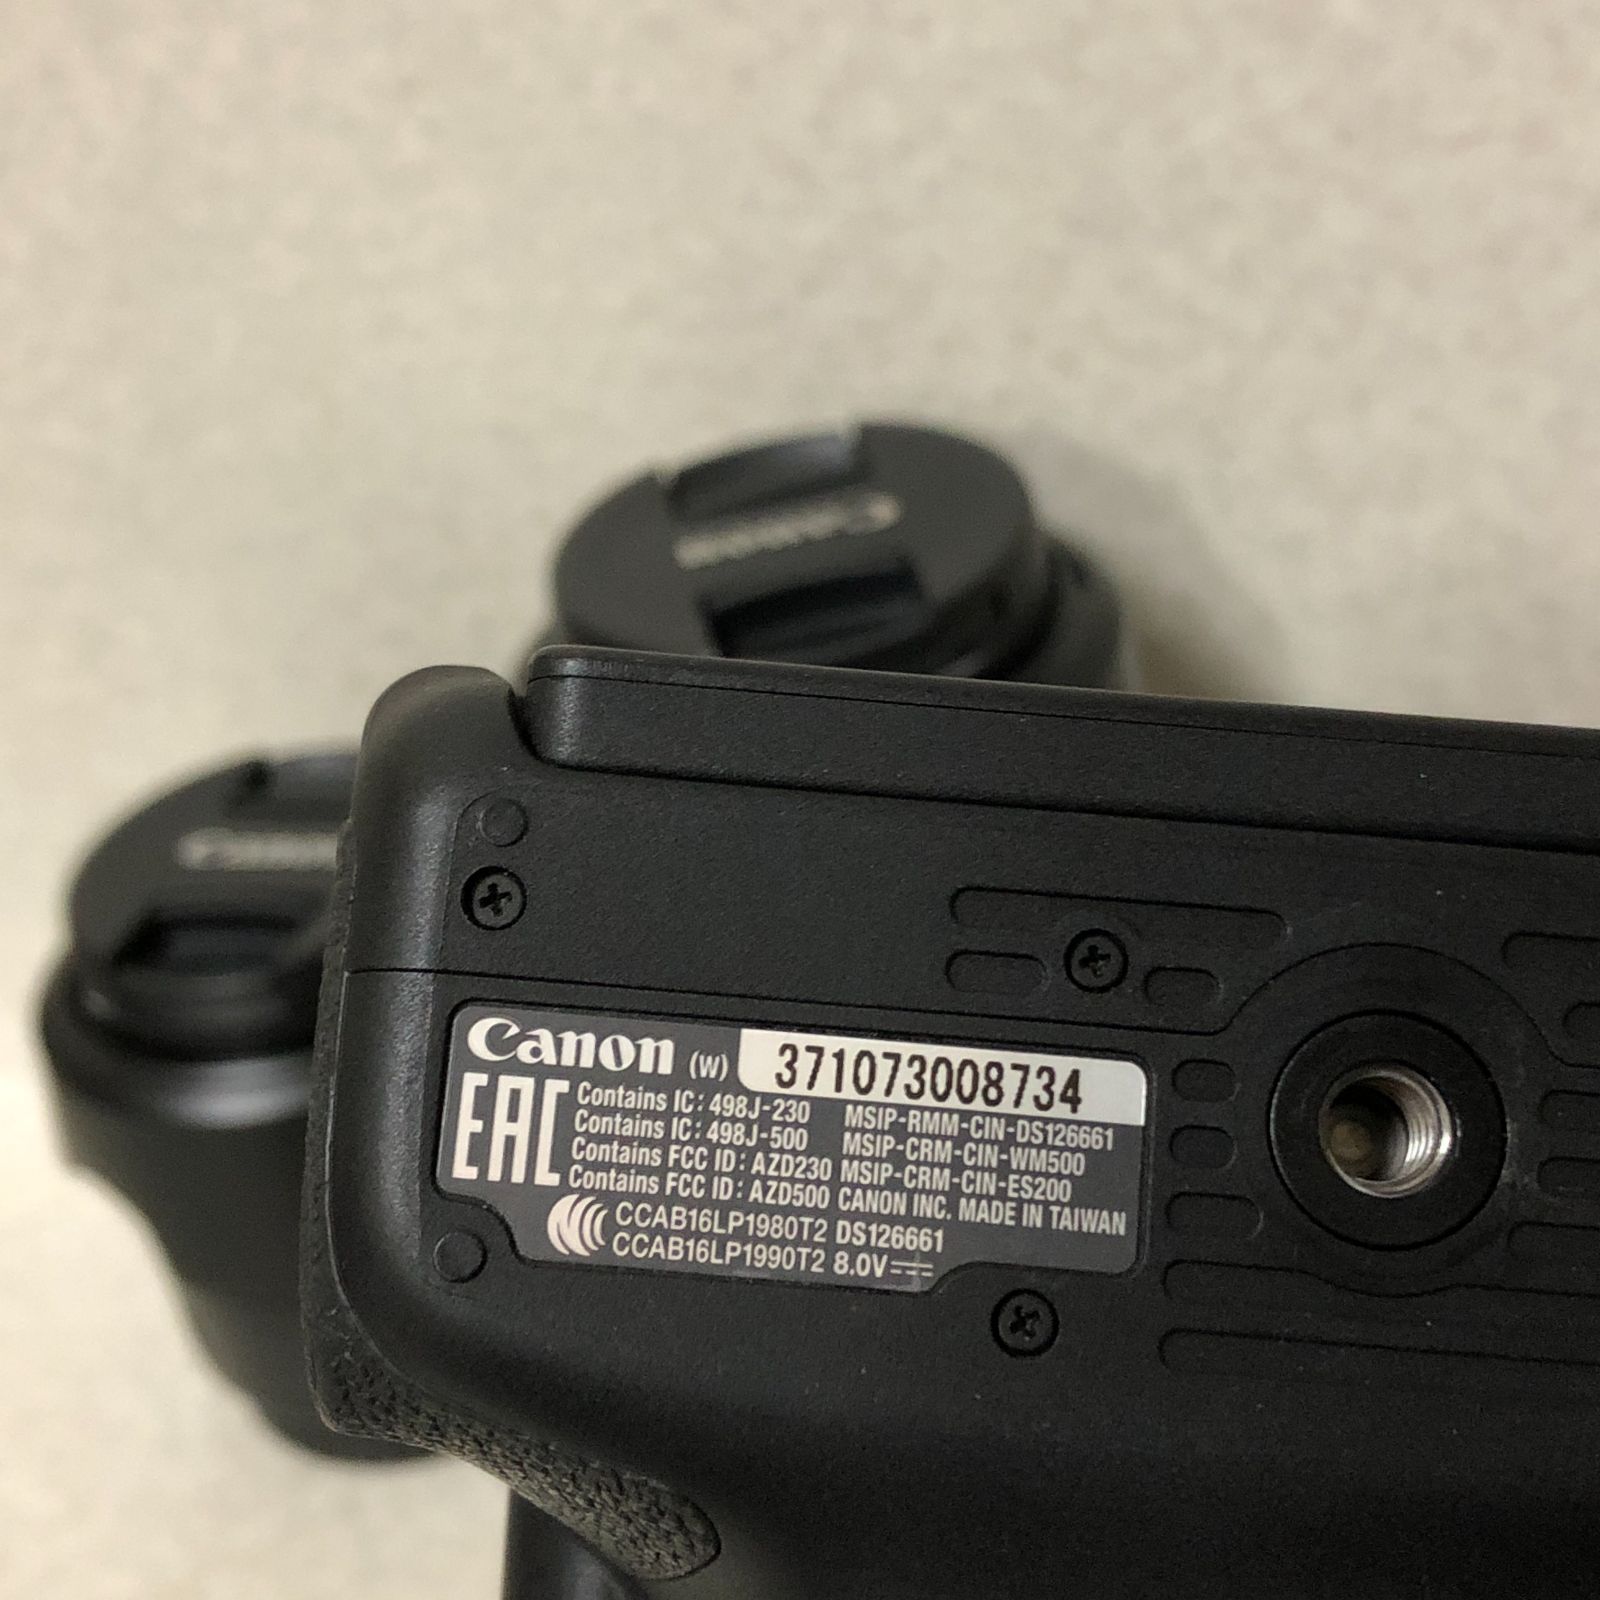 Canon
Canon
Canon (W) 371073008734
EAC
Contains IC: 498J-230 MSIP-RMM-CIN-DS126661
Contains IC: 498J-500 MSIP-CRM-CIN-WM500
Contains FCC ID: AZD230 MSIP-CRM-CIN-ES200
Contains FCC ID: AZD500 CANON INC. MADE IN TAIWAN
CCAB16LP1980T2 DS126661
CCAB16LP1990T2 8.0V